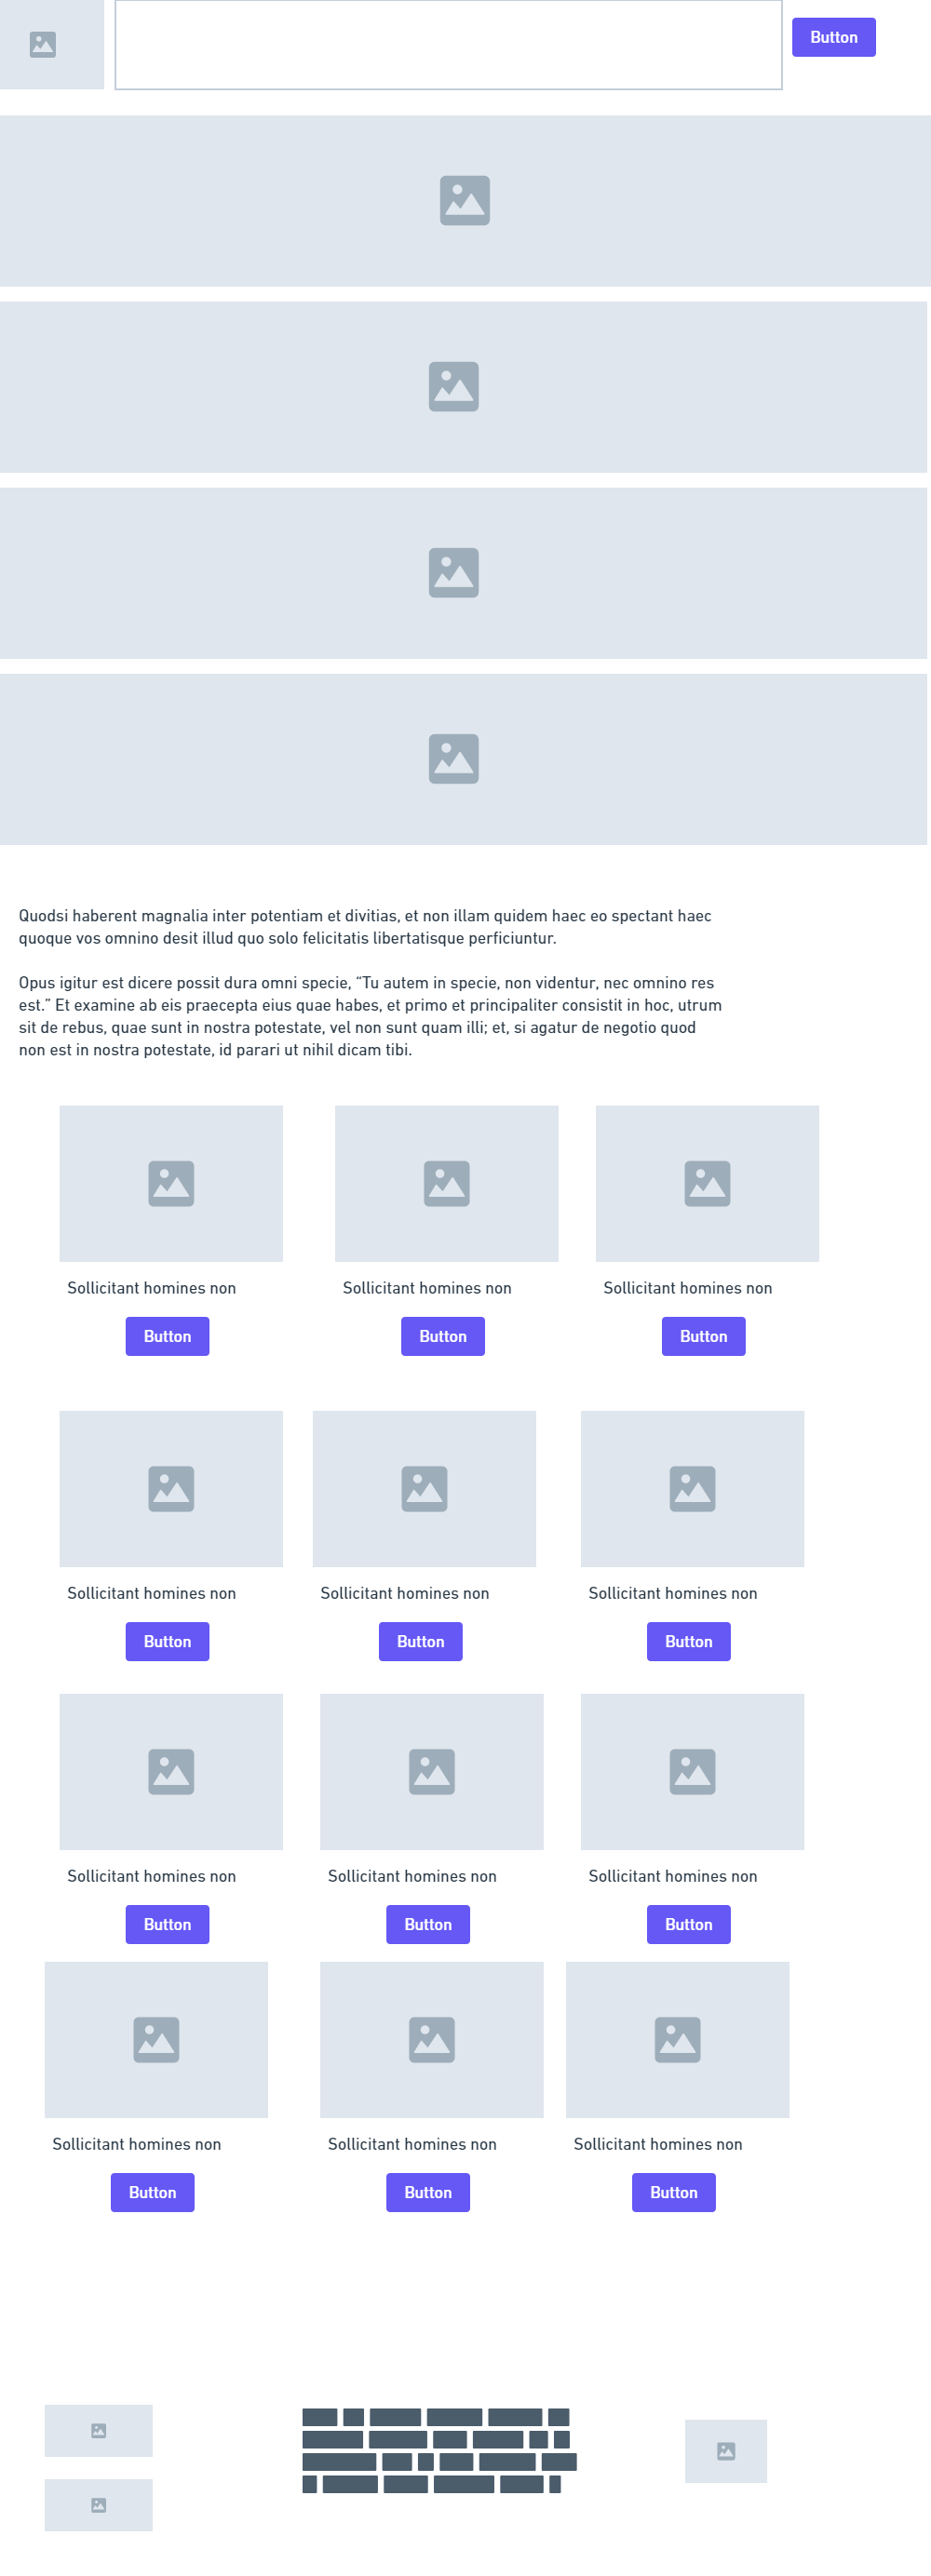 Button
Quodsi haberent magnalia inter potentiam et divitias, et non illam quidem haec eo spectant haec
quoque vos omnino desit illud quo solo felicitatis libertatisque perficiuntur.
Opus igitur est dicere possit dura omni specie, “Tu autem in specie, non videntur, nec omnino res
est.” Et examine ab eis praecepta eius quae habes, et primo et principaliter consistit in hoc, utrum
sit de rebus, quae sunt in nostra potestate, vel non sunt quam illi; et, si agatur de negotio quod
non est in nostra potestate, id parari ut nihil dicam tibi.
Sollicitant homines non
Sollicitant homines non
Sollicitant homines non
Button
Button
Button
Sollicitant homines non
Sollicitant homines non
Sollicitant homines non
Button
Button
Button
Sollicitant homines non
Sollicitant homines non
Sollicitant homines non
Button
Button
Button
Sollicitant homines non
Sollicitant homines non
Sollicitant homines non
Button
Button
Button